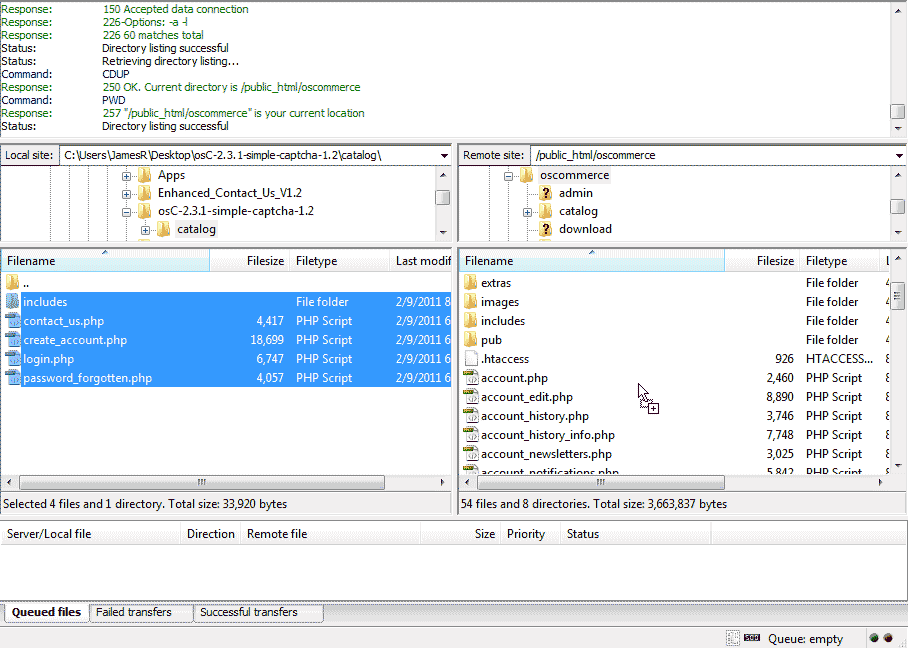 Response: 150 Accepted data connection
Response: 226-Options: -a -l
Response: 226 60 matches total
Status: Directory listing successful
Status: Retrieving directory listing...
Command: CDUP
Response: 250 OK. Current directory is /public_html/oscommerce
Command: PWD
Response: 257 "/public_html/oscommerce" is your current location
Status: Directory listing successful
Local site: C:\Users\JamesR\Desktop\osC-2.3.1-simple-captcha-1.2\catalog\
Apps
Enhanced_Contact_Us_V1.2
osC-2.3.1-simple-captcha-1.2
catalog
Remote site: /public_html/oscommerce
oscommerce
admin
catalog
download
Filename Filesize Filetype Last modif
..
includes File folder 2/9/2011 8
contact_us.php 4,417 PHP Script 2/9/2011 6
create_account.php 18,699 PHP Script 2/9/2011 6
login.php 6,747 PHP Script 2/9/2011 6
password_forgotten.php 4,057 PHP Script 2/9/2011 6
Selected 4 files and 1 directory. Total size: 33,920 bytes
Filename Filesize Filetype L
extras File folder 4
images File folder 4
includes File folder 4
pub File folder 4
.htaccess 926 HTACCESS... 8
account.php 2,460 PHP Script 8
account_edit.php 8,890 PHP Script 8
account_history.php 3,746 PHP Script 8
account_history_info.php 7,748 PHP Script 8
account_newsletters.php 3,025 PHP Script 8
account_notifications.php 5,842 PHP Script 8
54 files and 8 directories. Total size: 3,663,837 bytes
Server/Local file Direction Remote file Size Priority Status
Queued files Failed transfers Successful transfers
Queue: empty